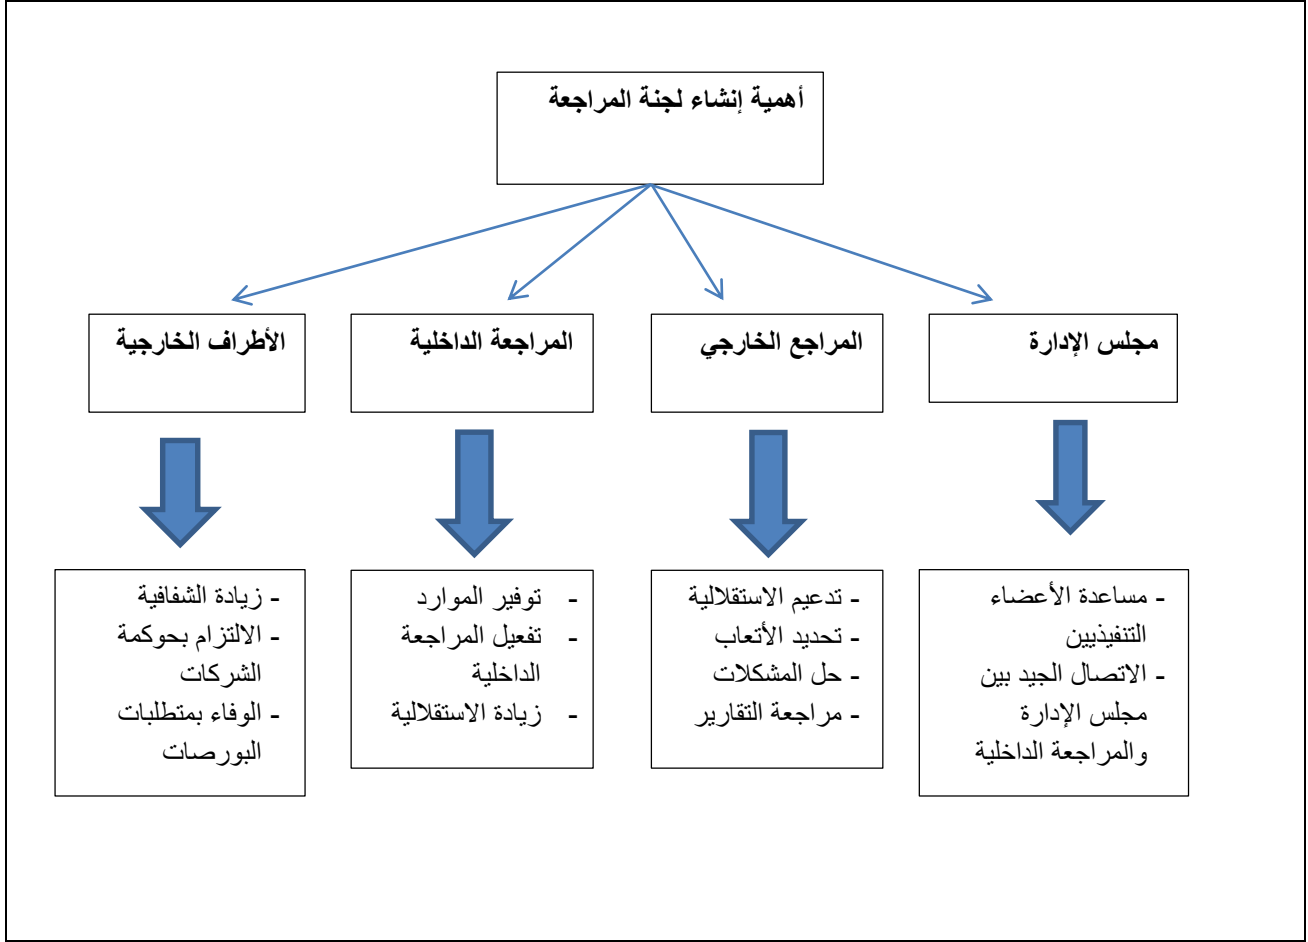 أهمية إنشاء لجنة المراجعة
مجلس الإدارة
المراجع الخارجي
المراجعة الداخلية
الأطراف الخارجية
- مساعدة الأعضاء
التنفيذيين
- الاتصال الجيد بين
مجلس الإدارة
والمراجعة الداخلية
- تدعيم الاستقلالية
- تحديد الأتعاب
- حل المشكلات
- مراجعة التقارير
- توفير الموارد
- تفعيل المراجعة
الداخلية
- زيادة الاستقلالية
- زيادة الشفافية
- الالتزام بحوكمة
الشركات
- الوفاء بمتطلبات
البورصات